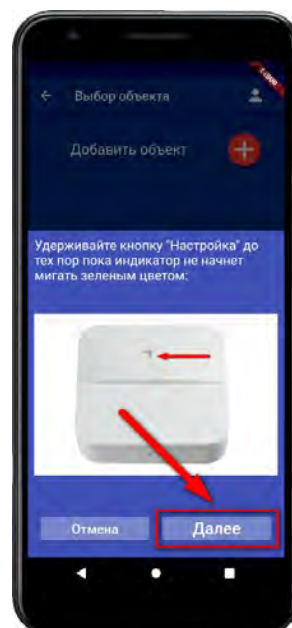 Выбор объекта
Добавить объект
Удерживайте кнопку "Настройка" до
тех пор пока индикатор не начнет
мигать зеленым цветом:
Отмена
Далее